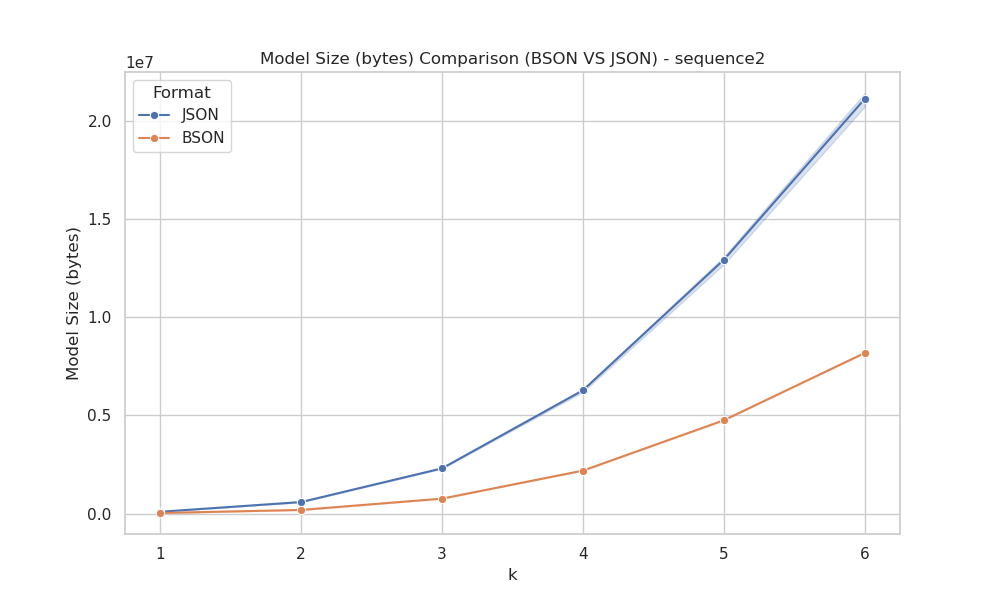 Model Size (bytes) Comparison (BSON VS JSON) - sequence2
1e7
Format
JSON
BSON
2.0
1.5
1.0
0.5
0.0
Model Size (bytes)
1 2 3 4 5 6
k